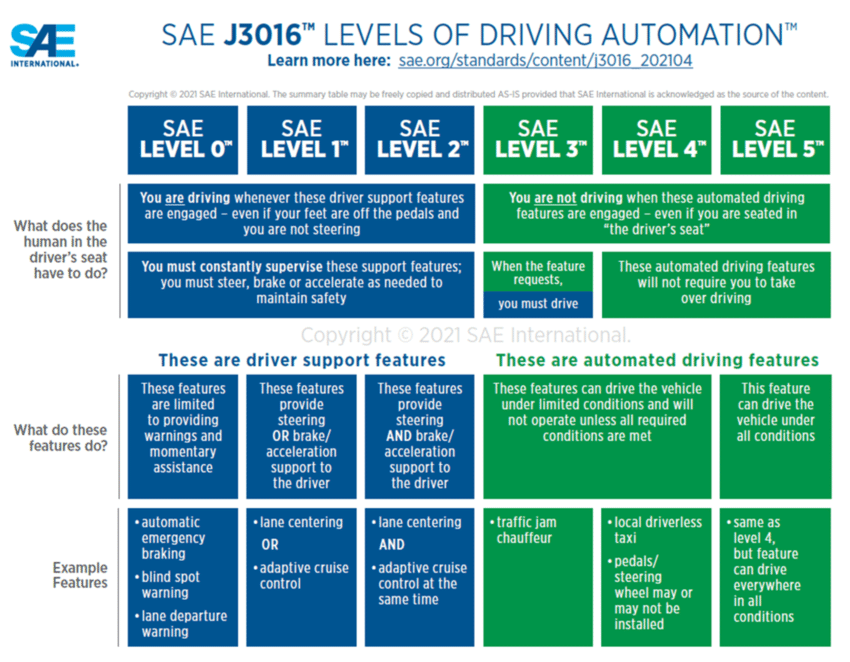 SAE
INTERNATIONAL®
SAE J3016™ LEVELS OF DRIVING AUTOMATION™
Learn more here: sae.org/standards/content/j3016_202104
Copyright © 2021 SAE International. The summary table may be freely copied and distributed AS-IS provided that SAE International is acknowledged as the source of the content.
SAE
LEVEL 0™
SAE
LEVEL 1™
SAE
LEVEL 2™
SAE
LEVEL 3™
SAE
LEVEL 4™
SAE
LEVEL 5™
What does the
human in the
driver's seat
have to do?
You are driving whenever these driver support features
are engaged – even if your feet are off the pedals and
you are not steering
You are not driving when these automated driving
features are engaged – even if you are seated in
“the driver's seat”
You must constantly supervise these support features;
you must steer, brake or accelerate as needed to
maintain safety
When the feature
requests,
you must drive
These automated driving features
will not require you to take
over driving
Copyright © 2021 SAE International.
These are driver support features
These are automated driving features
What do these
features do?
These features
are limited
to providing
warnings and
momentary
assistance
These features
provide
steering
OR brake/
acceleration
support to
the driver
These features
provide
steering
AND brake/
acceleration
support to
the driver
These features can drive the vehicle
under limited conditions and will
not operate unless all required
conditions are met
This feature
can drive the
vehicle under
all conditions
Example
Features
• automatic
emergency
braking
• blind spot
warning
• lane departure
warning
• lane centering
OR
• adaptive cruise
control
• lane centering
AND
• adaptive cruise
control at the
same time
• traffic jam
chauffeur
• local driverless
taxi
• pedals/
steering
wheel may or
may not be
installed
• same as
level 4,
but feature
can drive
everywhere
in all
conditions